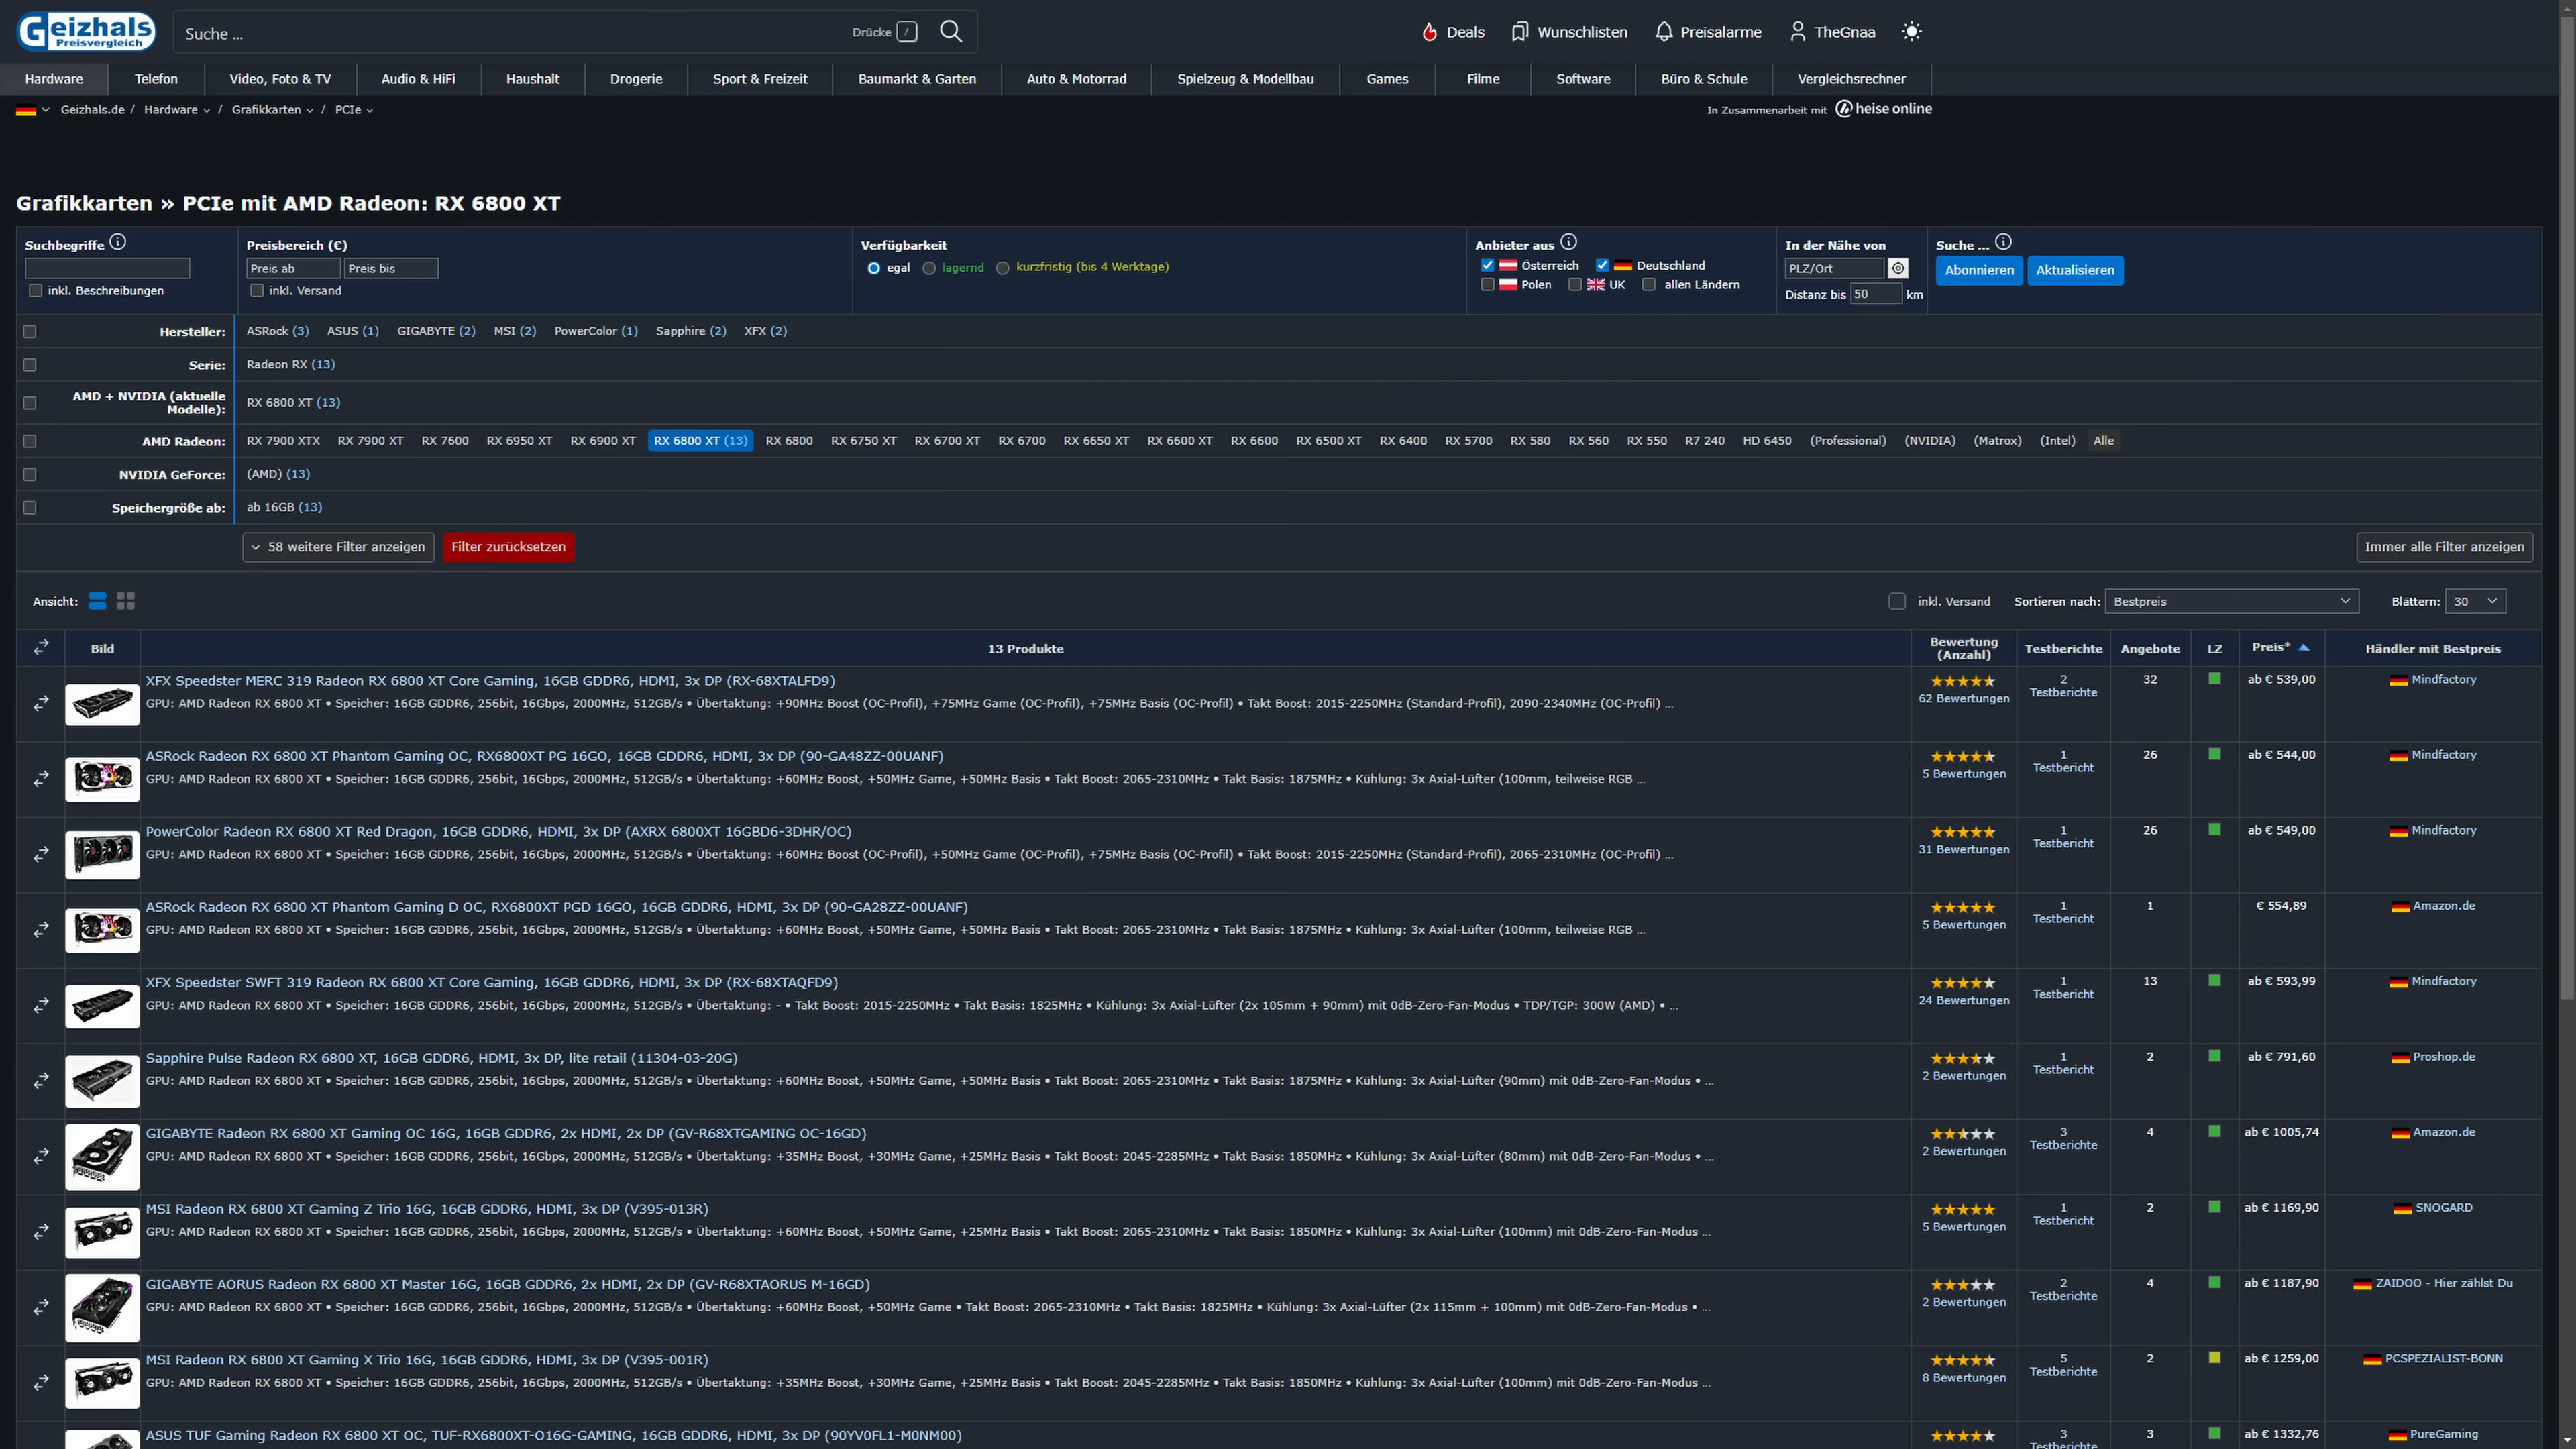 Geizhals
Preisvergleich
Suche ...
Drücke /
Deals
Wunschlisten
Preisalarme
TheGnaa
Hardware
Telefon
Video, Foto & TV
Audio & HiFi
Haushalt
Drogerie
Sport & Freizeit
Baumarkt & Garten
Auto & Motorrad
Spielzeug & Modellbau
Games
Filme
Software
Büro & Schule
Vergleichsrechner
Geizhals.de / Hardware / Grafikkarten / PCIe
In Zusammenarbeit mit heise online
Grafikkarten » PCIe mit AMD Radeon: RX 6800 XT
Suchbegriffe
inkl. Beschreibungen
Preisbereich (€)
Preis ab
Preis bis
inkl. Versand
Verfügbarkeit
egal lagernd kurzfristig (bis 4 Werktage)
Anbieter aus
Österreich Deutschland
Polen UK allen Ländern
In der Nähe von
PLZ/Ort
Distanz bis 50 km
Suche ...
Abonnieren
Aktualisieren
Hersteller: ASRock (3) ASUS (1) GIGABYTE (2) MSI (2) PowerColor (1) Sapphire (2) XFX (2)
Serie: Radeon RX (13)
AMD + NVIDIA (aktuelle
Modelle): RX 6800 XT (13)
AMD Radeon: RX 7900 XTX RX 7900 XT RX 7600 RX 6950 XT RX 6900 XT RX 6800 XT (13) RX 6800 RX 6750 XT RX 6700 XT RX 6700 RX 6650 XT RX 6600 XT RX 6600 RX 6500 XT RX 6400 RX 5700 RX 580 RX 560 RX 550 R7 240 HD 6450 (Professional) (NVIDIA) (Matrox) (Intel) Alle
NVIDIA GeForce: (AMD) (13)
Speichergröße ab: ab 16GB (13)
58 weitere Filter anzeigen
Filter zurücksetzen
Immer alle Filter anzeigen
Ansicht:
inkl. Versand
Sortieren nach: Bestpreis
Blättern: 30
Bild
13 Produkte
Bewertung
(Anzahl)
Testberichte
Angebote
LZ
Preis*
Händler mit Bestpreis
XFX Speedster MERC 319 Radeon RX 6800 XT Core Gaming, 16GB GDDR6, HDMI, 3x DP (RX-68XTALFD9)
GPU: AMD Radeon RX 6800 XT • Speicher: 16GB GDDR6, 256bit, 16Gbps, 2000MHz, 512GB/s • Übertaktung: +90MHz Boost (OC-Profil), +75MHz Game (OC-Profil), +75MHz Basis (OC-Profil) • Takt Boost: 2015-2250MHz (Standard-Profil), 2090-2340MHz (OC-Profil) ...
62 Bewertungen
2
Testberichte
32
ab € 539,00
Mindfactory
ASRock Radeon RX 6800 XT Phantom Gaming OC, RX6800XT PG 16GO, 16GB GDDR6, HDMI, 3x DP (90-GA48ZZ-00UANF)
GPU: AMD Radeon RX 6800 XT • Speicher: 16GB GDDR6, 256bit, 16Gbps, 2000MHz, 512GB/s • Übertaktung: +60MHz Boost, +50MHz Game, +50MHz Basis • Takt Boost: 2065-2310MHz • Takt Basis: 1875MHz • Kühlung: 3x Axial-Lüfter (100mm, teilweise RGB ...
5 Bewertungen
1
Testbericht
26
ab € 544,00
Mindfactory
PowerColor Radeon RX 6800 XT Red Dragon, 16GB GDDR6, HDMI, 3x DP (AXRX 6800XT 16GBD6-3DHR/OC)
GPU: AMD Radeon RX 6800 XT • Speicher: 16GB GDDR6, 256bit, 16Gbps, 2000MHz, 512GB/s • Übertaktung: +60MHz Boost (OC-Profil), +50MHz Game (OC-Profil), +75MHz Basis (OC-Profil) • Takt Boost: 2015-2250MHz (Standard-Profil), 2065-2310MHz (OC-Profil) ...
31 Bewertungen
1
Testbericht
26
ab € 549,00
Mindfactory
ASRock Radeon RX 6800 XT Phantom Gaming D OC, RX6800XT PGD 16GO, 16GB GDDR6, HDMI, 3x DP (90-GA28ZZ-00UANF)
GPU: AMD Radeon RX 6800 XT • Speicher: 16GB GDDR6, 256bit, 16Gbps, 2000MHz, 512GB/s • Übertaktung: +60MHz Boost, +50MHz Game, +50MHz Basis • Takt Boost: 2065-2310MHz • Takt Basis: 1875MHz • Kühlung: 3x Axial-Lüfter (100mm, teilweise RGB ...
5 Bewertungen
1
Testbericht
1
€ 554,89
Amazon.de
XFX Speedster SWFT 319 Radeon RX 6800 XT Core Gaming, 16GB GDDR6, HDMI, 3x DP (RX-68XTAQFD9)
GPU: AMD Radeon RX 6800 XT • Speicher: 16GB GDDR6, 256bit, 16Gbps, 2000MHz, 512GB/s • Übertaktung: - • Takt Boost: 2015-2250MHz • Takt Basis: 1825MHz • Kühlung: 3x Axial-Lüfter (2x 105mm + 90mm) mit 0dB-Zero-Fan-Modus • TDP/TGP: 300W (AMD) • ...
24 Bewertungen
1
Testbericht
13
ab € 593,99
Mindfactory
Sapphire Pulse Radeon RX 6800 XT, 16GB GDDR6, HDMI, 3x DP, lite retail (11304-03-20G)
GPU: AMD Radeon RX 6800 XT • Speicher: 16GB GDDR6, 256bit, 16Gbps, 2000MHz, 512GB/s • Übertaktung: +60MHz Boost, +50MHz Game, +50MHz Basis • Takt Boost: 2065-2310MHz • Takt Basis: 1875MHz • Kühlung: 3x Axial-Lüfter (90mm) mit 0dB-Zero-Fan-Modus • ...
2 Bewertungen
1
Testbericht
2
ab € 791,60
Proshop.de
GIGABYTE Radeon RX 6800 XT Gaming OC 16G, 16GB GDDR6, 2x HDMI, 2x DP (GV-R68XTGAMING OC-16GD)
GPU: AMD Radeon RX 6800 XT • Speicher: 16GB GDDR6, 256bit, 16Gbps, 2000MHz, 512GB/s • Übertaktung: +35MHz Boost, +30MHz Game, +25MHz Basis • Takt Boost: 2045-2285MHz • Takt Basis: 1850MHz • Kühlung: 3x Axial-Lüfter (80mm) mit 0dB-Zero-Fan-Modus • ...
2 Bewertungen
3
Testberichte
4
ab € 1005,74
Amazon.de
MSI Radeon RX 6800 XT Gaming Z Trio 16G, 16GB GDDR6, HDMI, 3x DP (V395-013R)
GPU: AMD Radeon RX 6800 XT • Speicher: 16GB GDDR6, 256bit, 16Gbps, 2000MHz, 512GB/s • Übertaktung: +60MHz Boost, +50MHz Game, +25MHz Basis • Takt Boost: 2065-2310MHz • Takt Basis: 1850MHz • Kühlung: 3x Axial-Lüfter (100mm) mit 0dB-Zero-Fan-Modus ...
5 Bewertungen
1
Testbericht
2
ab € 1169,90
SNOGARD
GIGABYTE AORUS Radeon RX 6800 XT Master 16G, 16GB GDDR6, 2x HDMI, 2x DP (GV-R68XTAORUS M-16GD)
GPU: AMD Radeon RX 6800 XT • Speicher: 16GB GDDR6, 256bit, 16Gbps, 2000MHz, 512GB/s • Übertaktung: +60MHz Boost, +50MHz Game • Takt Boost: 2065-2310MHz • Takt Basis: 1825MHz • Kühlung: 3x Axial-Lüfter (2x 115mm + 100mm) mit 0dB-Zero-Fan-Modus • ...
2 Bewertungen
2
Testberichte
4
ab € 1187,90
ZAIDOO - Hier zählst Du
MSI Radeon RX 6800 XT Gaming X Trio 16G, 16GB GDDR6, HDMI, 3x DP (V395-001R)
GPU: AMD Radeon RX 6800 XT • Speicher: 16GB GDDR6, 256bit, 16Gbps, 2000MHz, 512GB/s • Übertaktung: +35MHz Boost, +30MHz Game, +25MHz Basis • Takt Boost: 2045-2285MHz • Takt Basis: 1850MHz • Kühlung: 3x Axial-Lüfter (100mm) mit 0dB-Zero-Fan-Modus ...
8 Bewertungen
5
Testberichte
2
ab € 1259,00
PCSPEZIALIST-BONN
ASUS TUF Gaming Radeon RX 6800 XT OC, TUF-RX6800XT-O16G-GAMING, 16GB GDDR6, HDMI, 3x DP (90YV0FL1-M0NM00)
3
Testberichte
3
ab € 1332,76
PureGaming